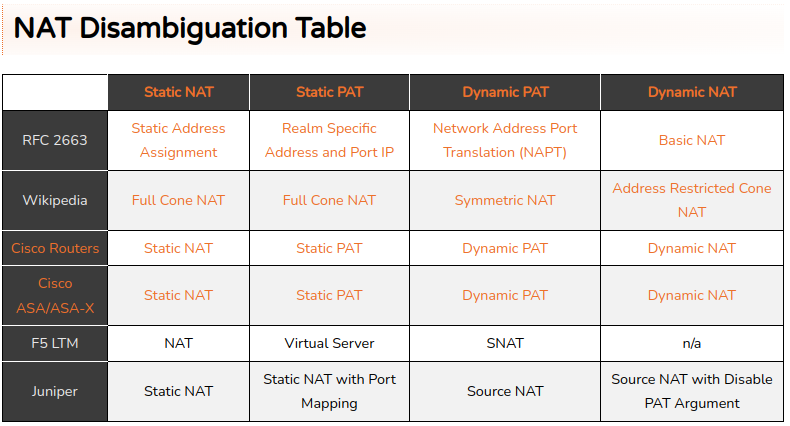 NAT Disambiguation Table
Static NAT Static PAT Dynamic PAT Dynamic NAT
RFC 2663
Static Address
Assignment
Realm Specific
Address and Port IP
Network Address Port
Translation (NAPT)
Basic NAT
Wikipedia
Full Cone NAT
Full Cone NAT
Symmetric NAT
Address Restricted Cone
NAT
Cisco Routers Static NAT Static PAT Dynamic PAT Dynamic NAT
Cisco
ASA/ASA-X
Static NAT
Static PAT
Dynamic PAT
Dynamic NAT
F5 LTM NAT Virtual Server SNAT n/a
Juniper
Static NAT
Static NAT with Port
Mapping
Source NAT
Source NAT with Disable
PAT Argument